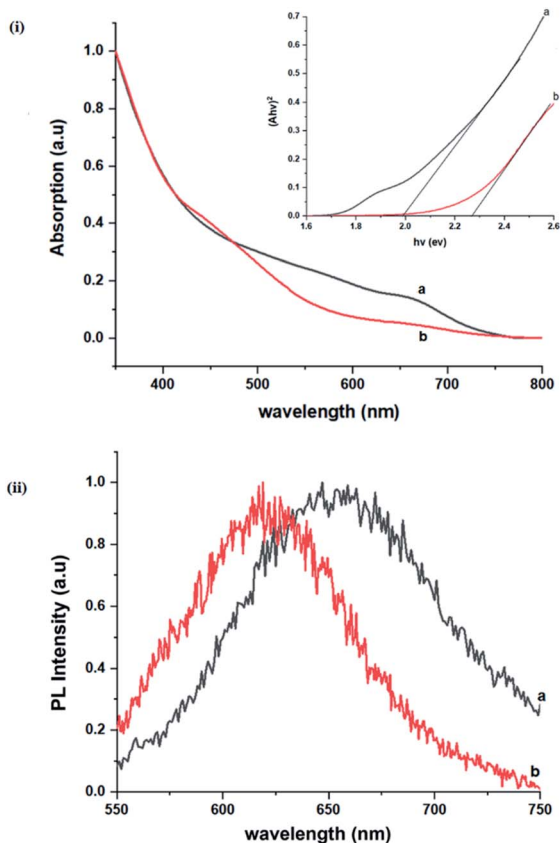 (i)
Absorption (a.u)
1.0
0.8
0.6
0.4
0.2
0.0
400
500
600
700
800
wavelength (nm)
a
b
(Ahv)²
0.7
0.6
0.5
0.4
0.3
0.2
0.1
0.0
1.6
1.8
2.0
2.2
2.4
2.6
hv (ev)
a
b
(ii)
PL Intensity (a.u)
1.0
0.8
0.6
0.4
0.2
0.0
550
600
650
700
750
wavelength (nm)
a
b